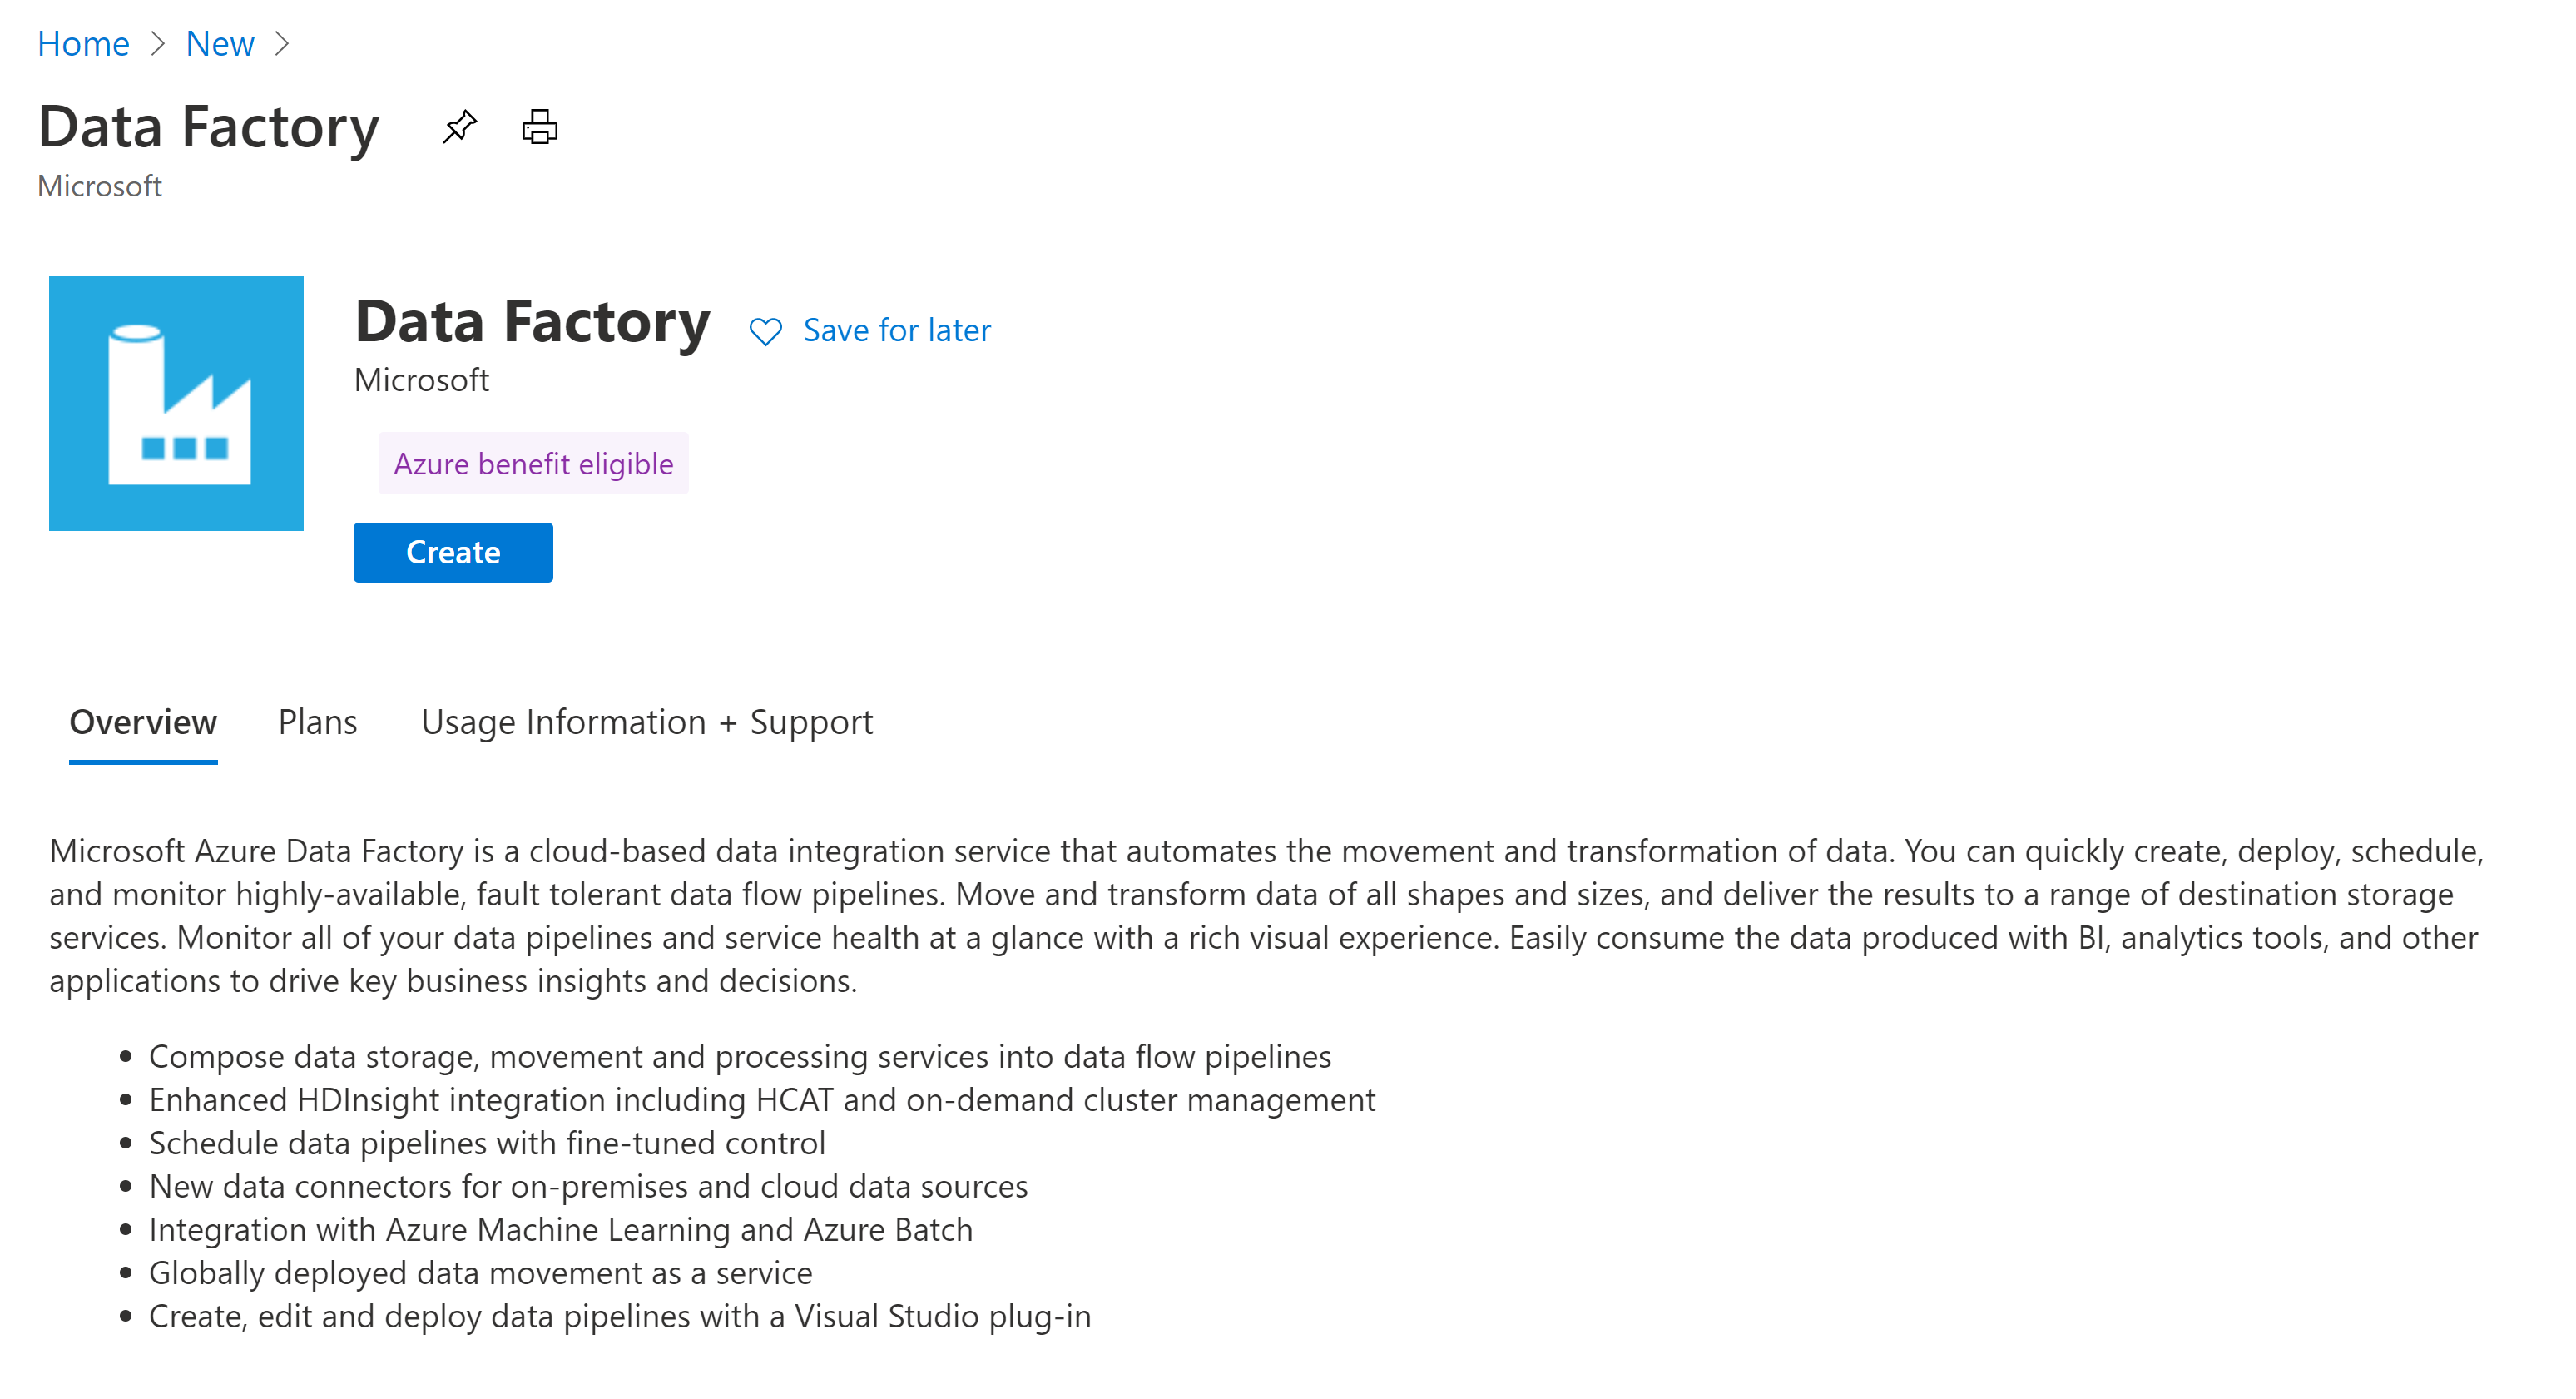 Home > New >
Data Factory
Microsoft
Data Factory
Save for later
Microsoft
Azure benefit eligible
Create
Overview Plans Usage Information + Support
Microsoft Azure Data Factory is a cloud-based data integration service that automates the movement and transformation of data. You can quickly create, deploy, schedule,
and monitor highly-available, fault tolerant data flow pipelines. Move and transform data of all shapes and sizes, and deliver the results to a range of destination storage
services. Monitor all of your data pipelines and service health at a glance with a rich visual experience. Easily consume the data produced with BI, analytics tools, and other
applications to drive key business insights and decisions.
• Compose data storage, movement and processing services into data flow pipelines
• Enhanced HDInsight integration including HCAT and on-demand cluster management
• Schedule data pipelines with fine-tuned control
• New data connectors for on-premises and cloud data sources
• Integration with Azure Machine Learning and Azure Batch
• Globally deployed data movement as a service
• Create, edit and deploy data pipelines with a Visual Studio plug-in